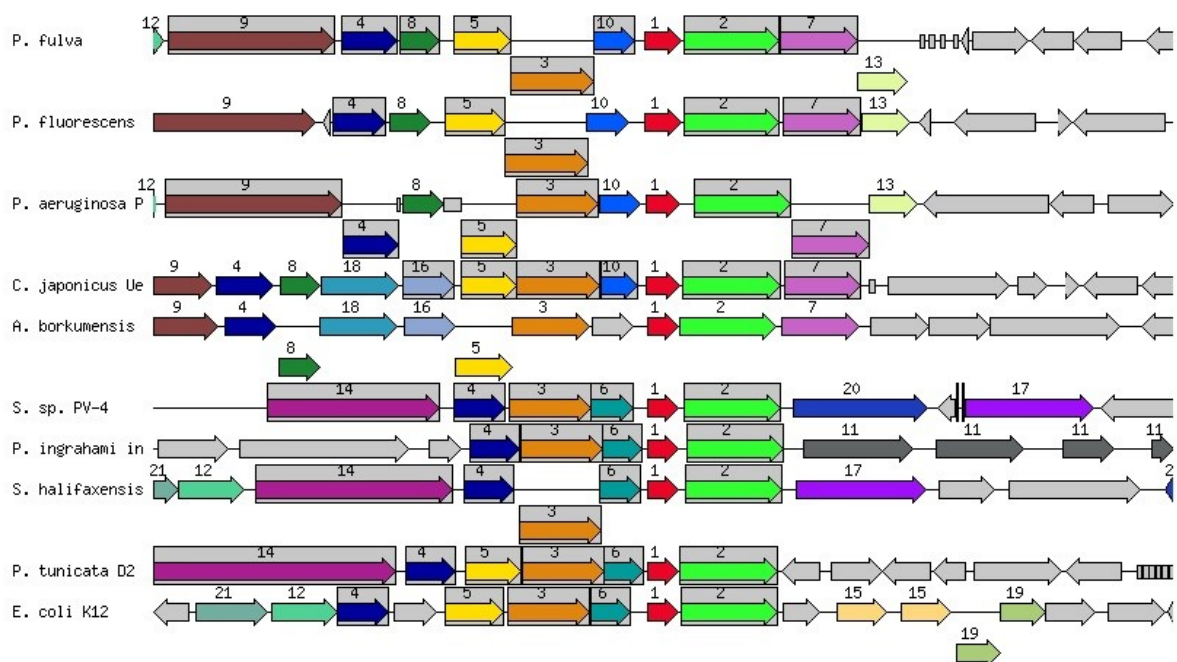 12 9 4 8 5 10 1 2 7
P. fulva
3 13
9 4 8 5 10 1 2 7 13
P. fluorescens
3
12 9 8 3 10 1 2 13
P. aeruginosa P
4 5 7
9 4 8 18 16 5 3 10 1 2 7
C. japonicus Ue
9 4 18 16 3 1 2 7
A. borkumensis
8 5
14 4 3 6 1 2 20 17
S. sp. PV-4
4 3 6 1 2 11 11 11 11
P. ingrahami in
21 12 14 4 6 1 2 17 2
S. halifaxensis
3
14 4 5 3 6 1 2
P. tunicata D2
21 12 4 5 3 6 1 2 15 15 19
E. coli K12
19